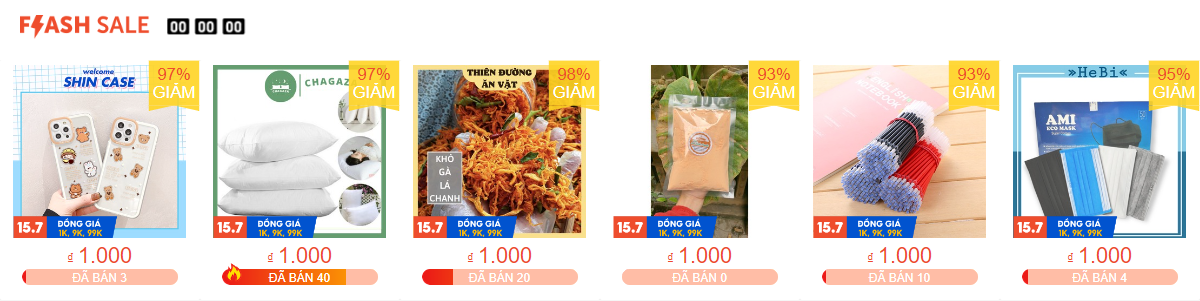 FLASH SALE 00 00 00
welcome
SHIN CASE
97%
GIẢM
15.7 ĐỒNG GIÁ
1K, 9K, 99K
₫ 1.000
ĐÃ BÁN 3
97%
GIẢM
15.7 ĐỒNG GIÁ
1K, 9K, 99K
₫ 1.000
ĐÃ BÁN 40
THIÊN ĐƯỜNG
ĂN VẶT
98%
GIẢM
KHÔ
GÀ
LÁ
CHANH
15.7 ĐỒNG GIÁ
1K, 9K, 99K
₫ 1.000
ĐÃ BÁN 20
93%
GIẢM
15.7 ĐỒNG GIÁ
1K, 9K, 99K
₫ 1.000
ĐÃ BÁN 0
NOTEBOOK
93%
GIẢM
15.7 ĐỒNG GIÁ
1K, 9K, 99K
₫ 1.000
ĐÃ BÁN 10
»HeBi«
95%
GIẢM
AMI
ECO MASK
15.7 ĐỒNG GIÁ
1K, 9K, 99K
₫ 1.000
ĐÃ BÁN 4